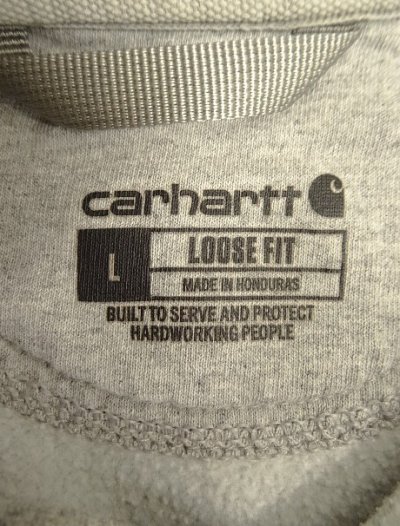 carhartt
L
LOOSE FIT
MADE IN HONDURAS
BUILT TO SERVE AND PROTECT
HARDWORKING PEOPLE